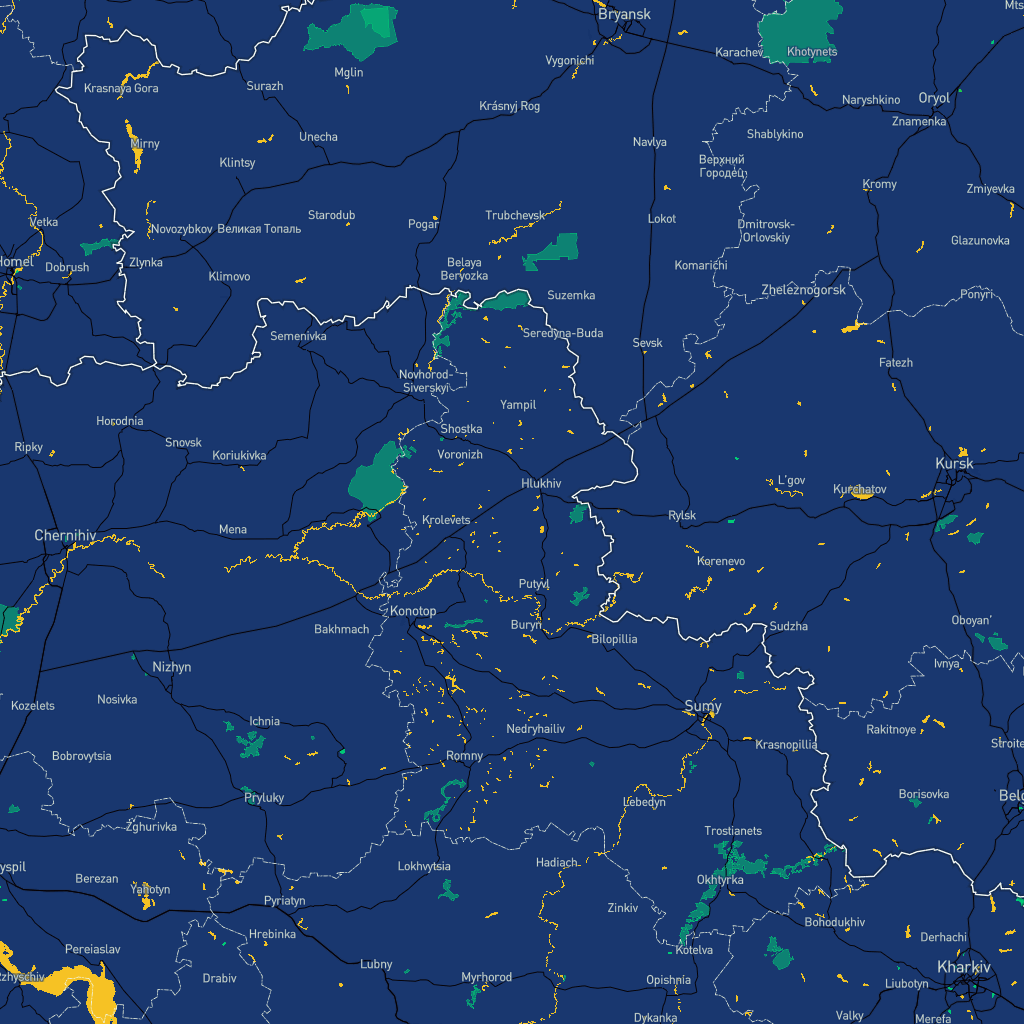 Mts
Bryansk
Karachev
Khotynets
Vygonichi
Mglin
Krasnaya Gora
Surazh
Krásnyj Rog
Naryshkino
Oryol
Znamenka
Unecha
Mirny
Navlya
Shablykino
Klintsy
Верхний
Городец
Kromy
Zmiyevka
Starodub
Trubchevsk
Vetka
Novozybkov
Великая Топаль
Pogar
Lokot
Dmitrovsk-
Orlovskiy
Glazunovka
Homel
Dobrush
Zlynka
Klimovo
Belaya
Beryozka
Komarichi
Suzemka
Zheleznogorsk
Ponyri
Semenivka
Seredyna-Buda
Sevsk
Fatezh
Novhorod-
Siverskyi
Yampil
Horodnia
Shostka
Ripky
Snovsk
Koriukivka
Voronizh
Hlukhiv
L'gov
Kurchatov
Kursk
Krolevets
Rylsk
Mena
Chernihiv
Korenevo
Putyvl
Konotop
Bakhmach
Buryn
Bilopillia
Sudzha
Oboyan'
Nizhyn
Ivnya
Nosivka
Kozelets
Sumy
Ichnia
Nedryhailiv
Rakitnoye
Krasnopillia
Stroite
Bobrovytsia
Romny
Pryluky
Lebedyn
Borisovka
Belg
Zghurivka
Trostianets
yspil
Lokhvytsia
Hadiach
Berezan
Yahotyn
Okhtyrka
Pyriatyn
Zinkiv
Bohodukhiv
Hrebinka
Derhachi
Pereiaslav
Kotelva
Rzhyschiv
Drabiv
Lubny
Myrhorod
Opishnia
Kharkiv
Liubotyn
Dykanka
Valky
Merefa